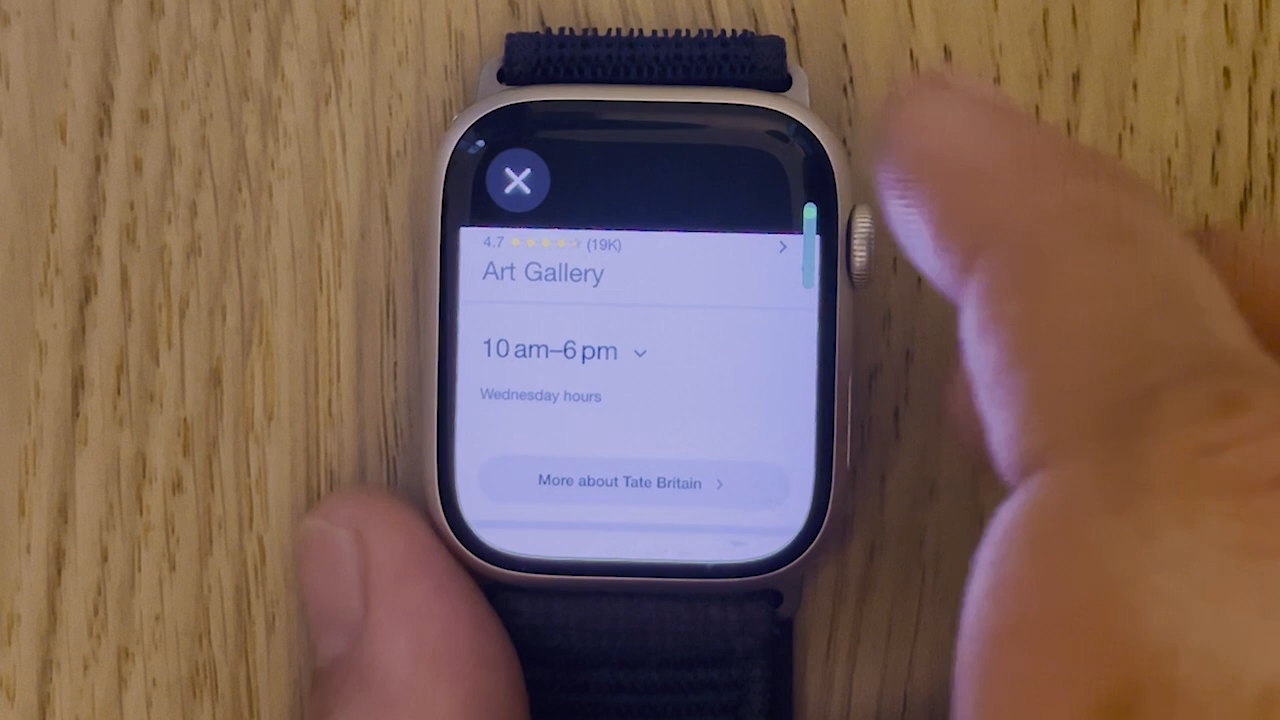 4.7 (19K)
Art Gallery
10 am–6 pm
Wednesday hours
More about Tate Britain